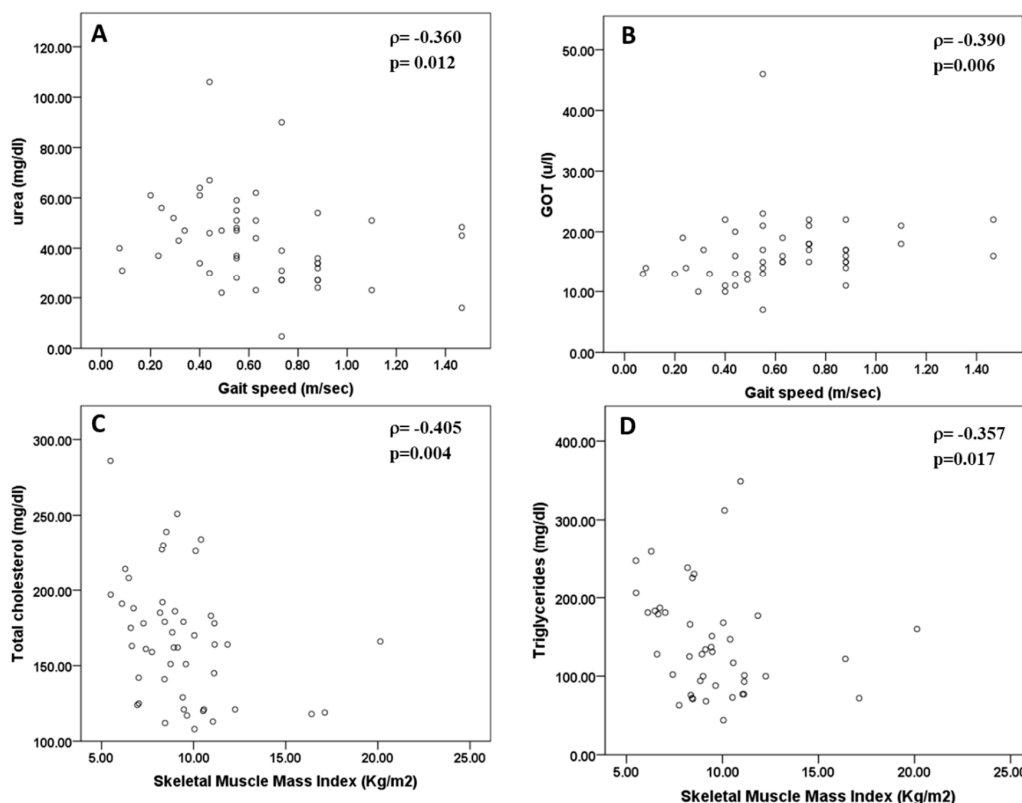 A
ρ= -0.360
p= 0.012
urea (mg/dl)
120.00
100.00
80.00
60.00
40.00
20.00
0.00
0.00 0.20 0.40 0.60 0.80 1.00 1.20 1.40
Gait speed (m/sec)
B
ρ= -0.390
p=0.006
GOT (u/l)
50.00
40.00
30.00
20.00
10.00
0.00
0.00 0.20 0.40 0.60 0.80 1.00 1.20 1.40
Gait speed (m/sec)
C
ρ= -0.405
p=0.004
Total cholesterol (mg/dl)
300.00
250.00
200.00
150.00
100.00
5.00 10.00 15.00 20.00 25.00
Skeletal Muscle Mass Index (Kg/m2)
D
ρ= -0.357
p=0.017
Triglycerides (mg/dl)
400.00
300.00
200.00
100.00
0.00
5.00 10.00 15.00 20.00 25.00
Skeletal Muscle Mass Index (Kg/m2)